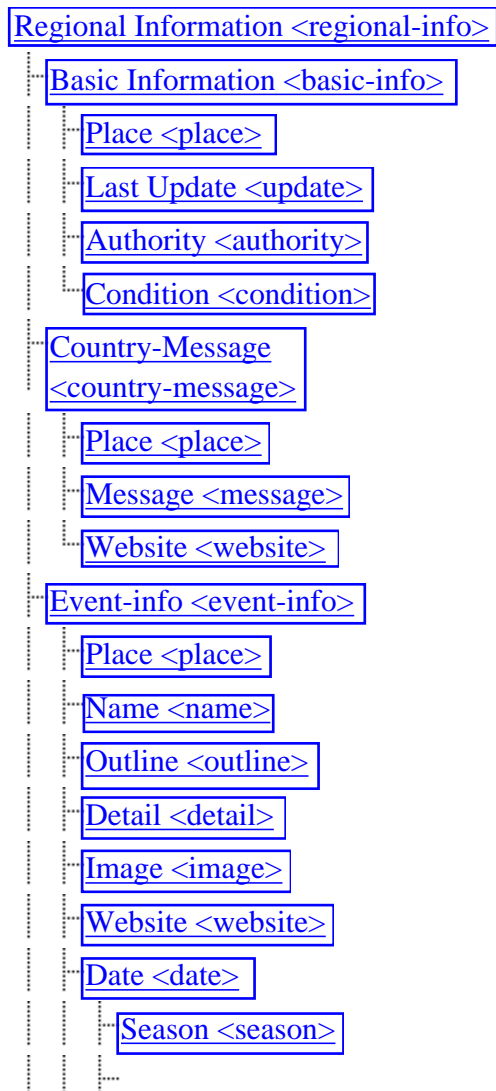 Regional Information <regional-info>
Basic Information <basic-info>
Place <place>
Last Update <update>
Authority <authority>
Condition <condition>
Country-Message
<country-message>
Place <place>
Message <message>
Website <website>
Event-info <event-info>
Place <place>
Name <name>
Outline <outline>
Detail <detail>
Image <image>
Website <website>
Date <date>
Season <season>